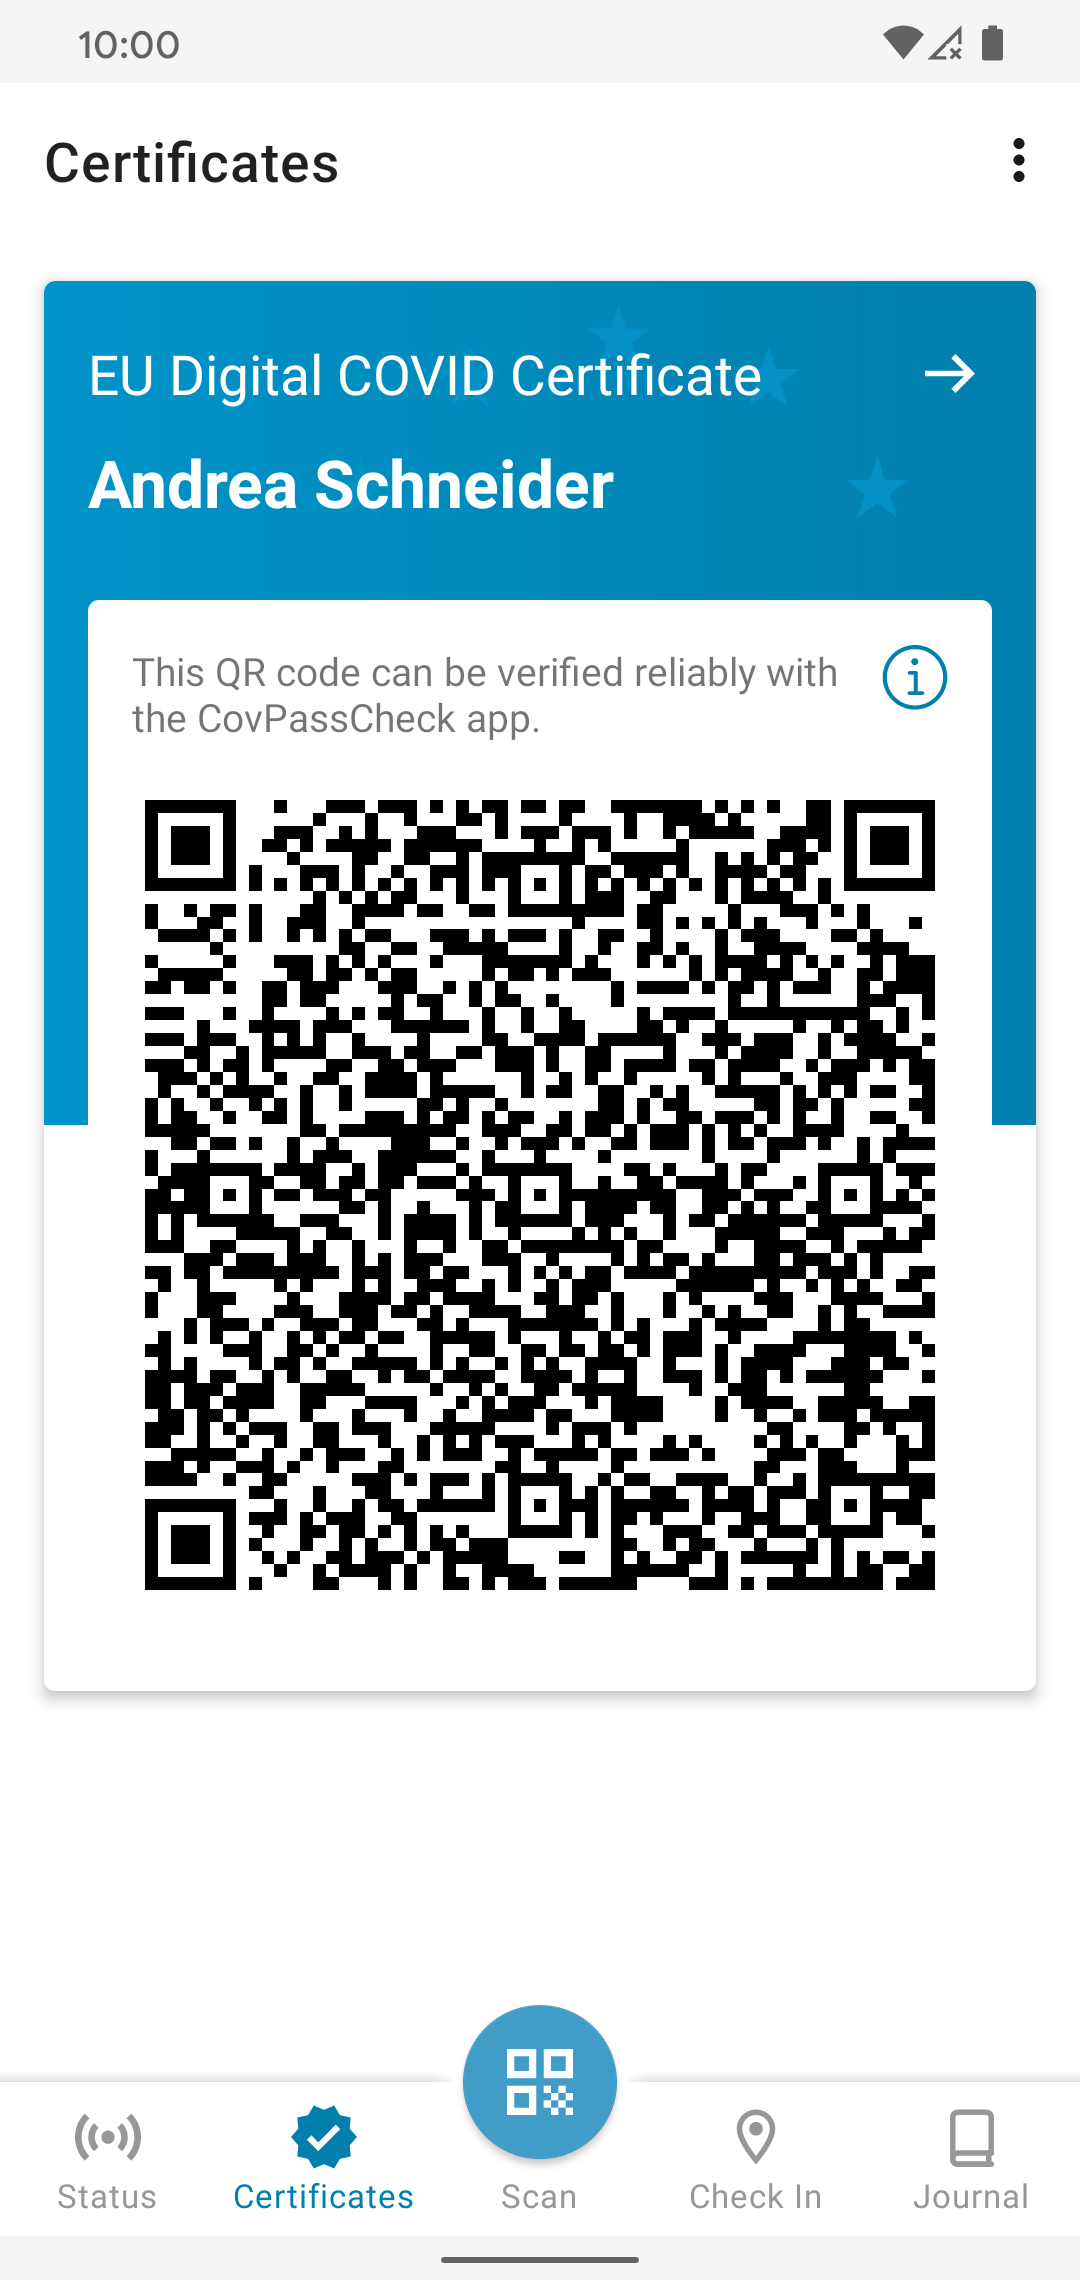 10:00
Certificates
EU Digital COVID Certificate
Andrea Schneider
This QR code can be verified reliably with
the CovPassCheck app.
Status
Certificates
Scan
Check In
Journal